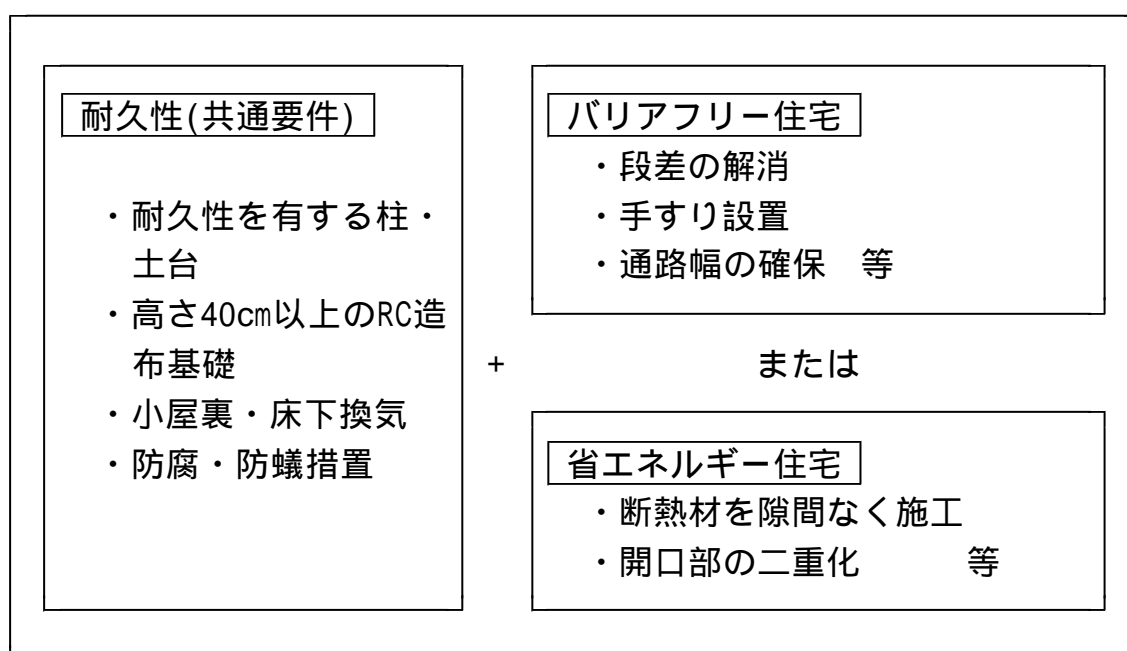 耐久性(共通要件)
・耐久性を有する柱・
土台
・高さ40㎝以上のRC造
布基礎
・小屋裏・床下換気
・防腐・防蟻措置
+
バリアフリー住宅
・段差の解消
・手すり設置
・通路幅の確保　等
または
省エネルギー住宅
・断熱材を隙間なく施工
・開口部の二重化　　　等